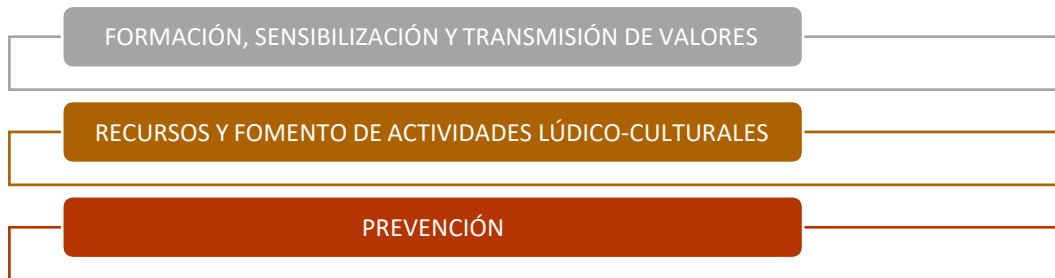 FORMACIÓN, SENSIBILIZACIÓN Y TRANSMISIÓN DE VALORES
RECURSOS Y FOMENTO DE ACTIVIDADES LÚDICO-CULTURALES
PREVENCIÓN